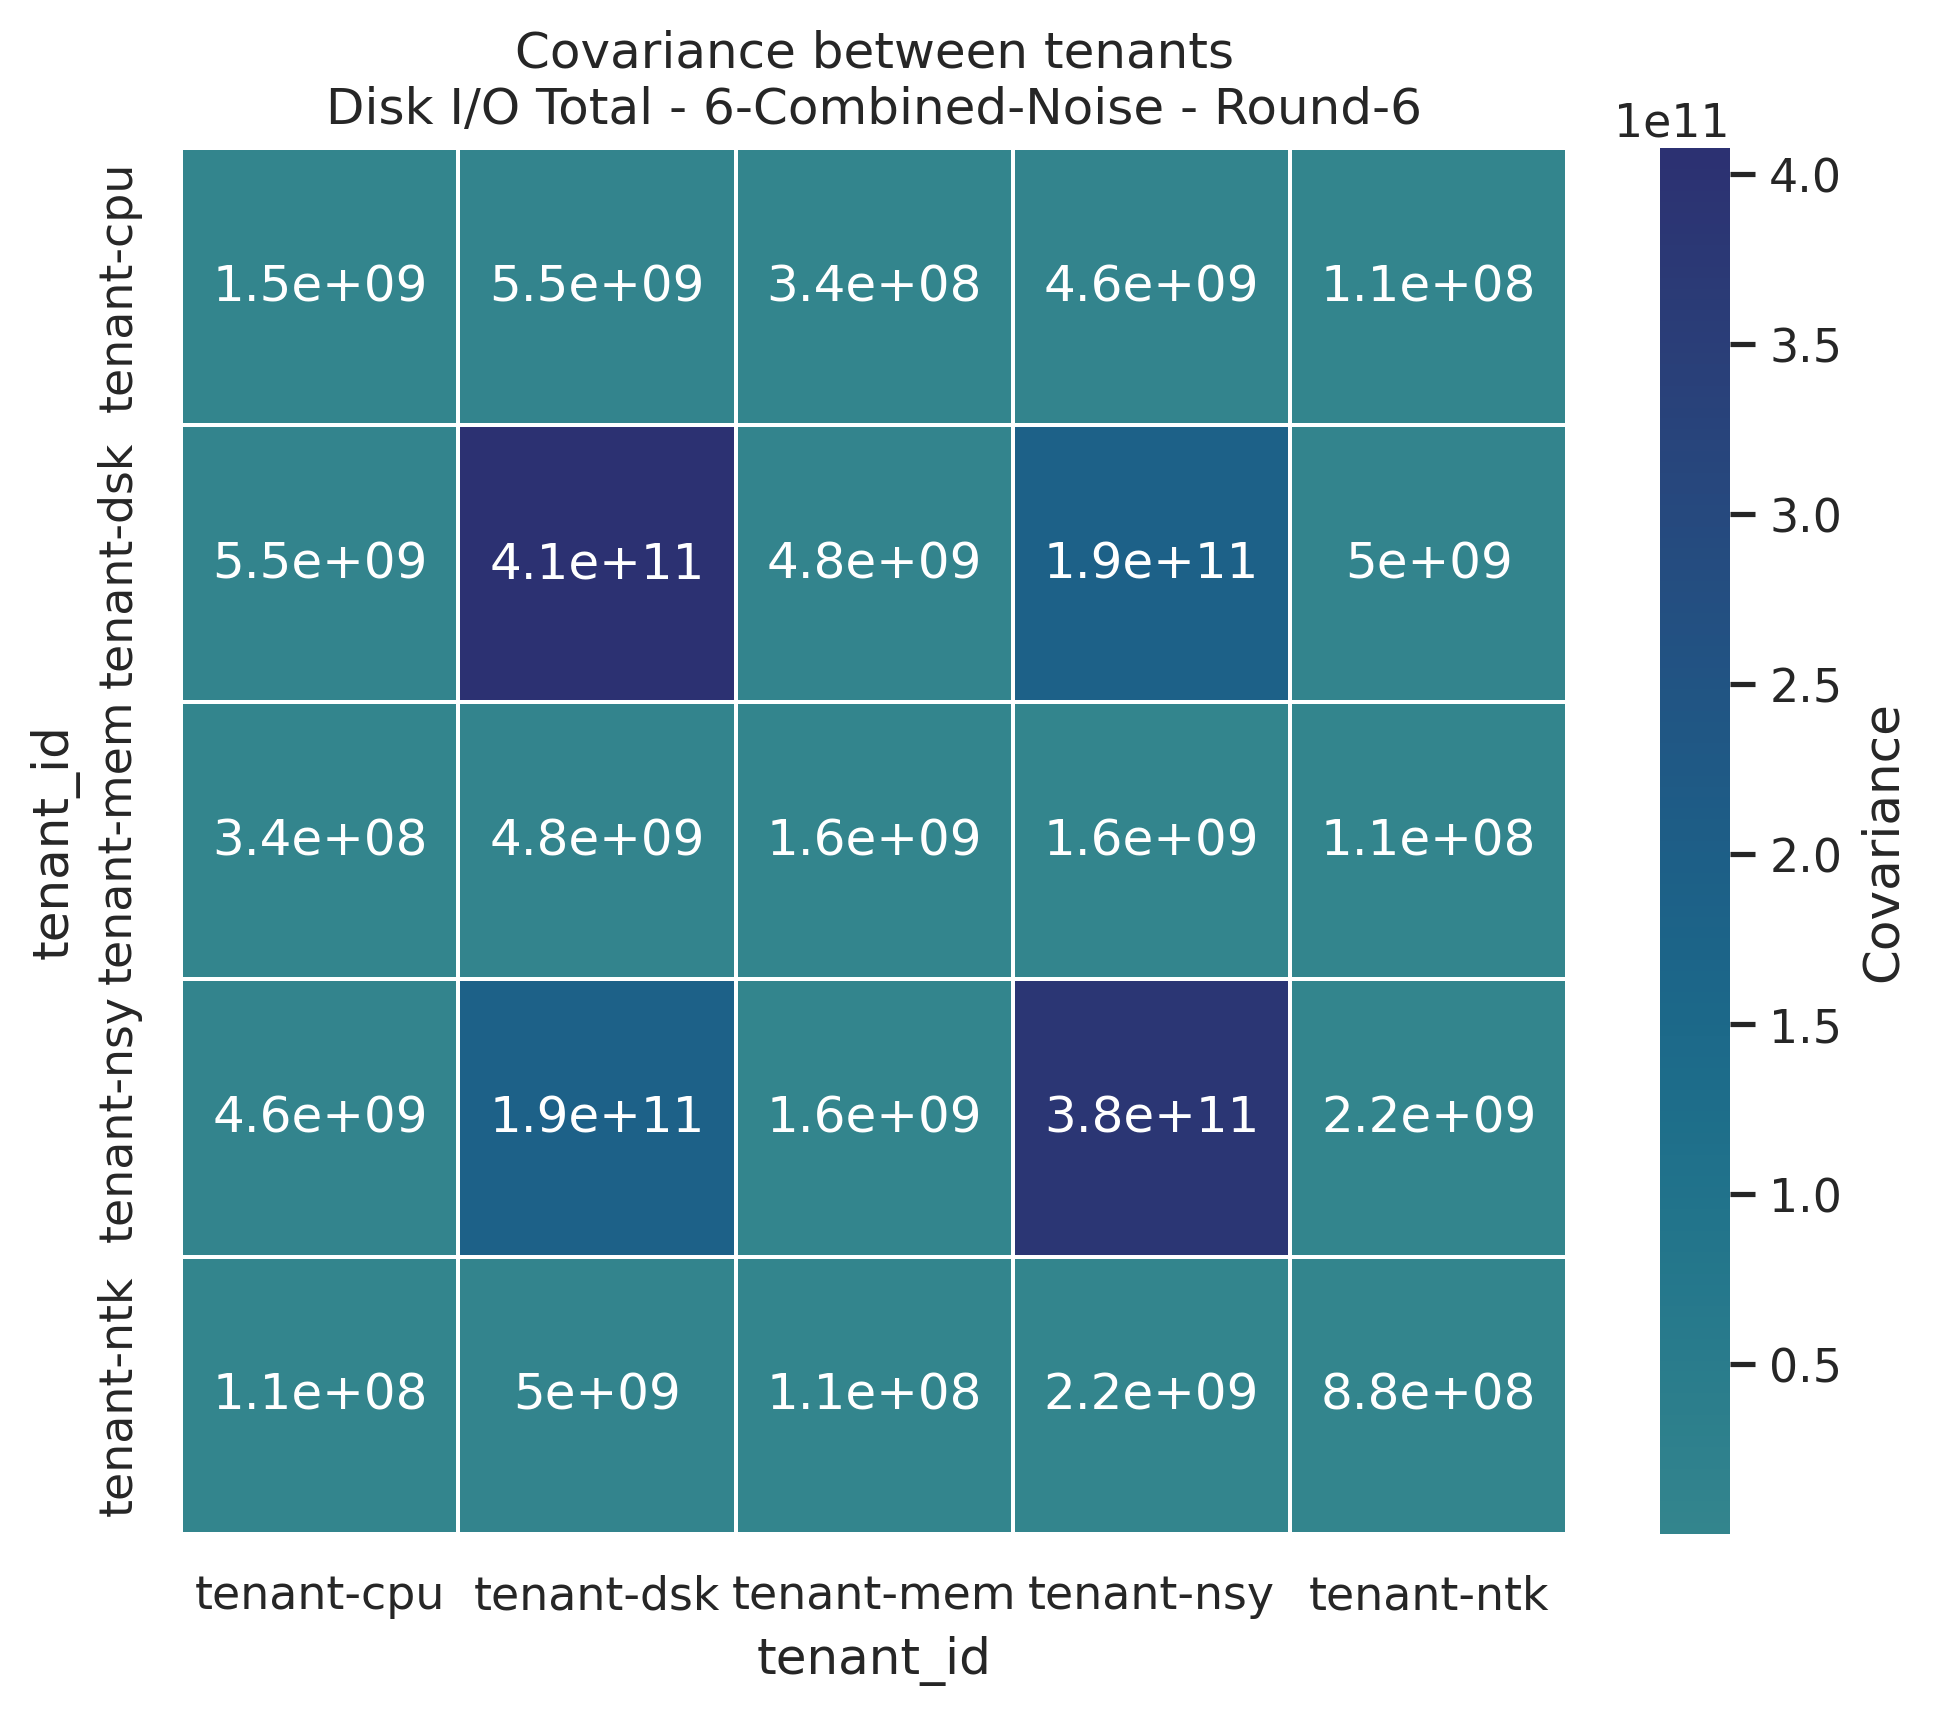 Covariance between tenants
Disk I/O Total - 6-Combined-Noise - Round-6
1e11
tenant-cpu
1.5e+09 5.5e+09 3.4e+08 4.6e+09 1.1e+08
tenant-dsk
5.5e+09 4.1e+11 4.8e+09 1.9e+11 5e+09
tenant-mem
3.4e+08 4.8e+09 1.6e+09 1.6e+09 1.1e+08
tenant-nsy
4.6e+09 1.9e+11 1.6e+09 3.8e+11 2.2e+09
tenant-ntk
1.1e+08 5e+09 1.1e+08 2.2e+09 8.8e+08
tenant_id
tenant-cpu tenant-dsk tenant-mem tenant-nsy tenant-ntk
tenant_id
4.0
3.5
3.0
2.5
2.0
1.5
1.0
0.5
Covariance